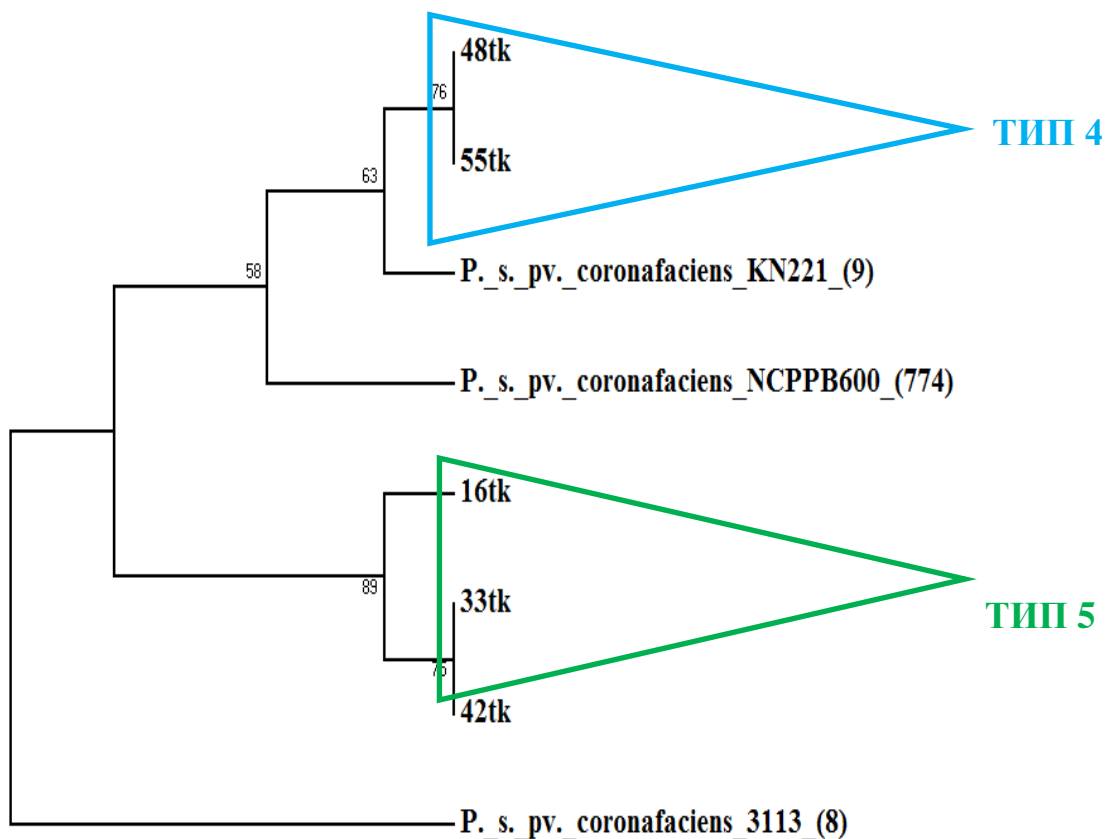 48tk
76
ТИП 4
55tk
63
P._s._pv._coronafaciens_KN221_(9)
58
P._s._pv._coronafaciens_NCPPB600_(774)
16tk
89
33tk
ТИП 5
42tk
P._s._pv._coronafaciens_3113_(8)